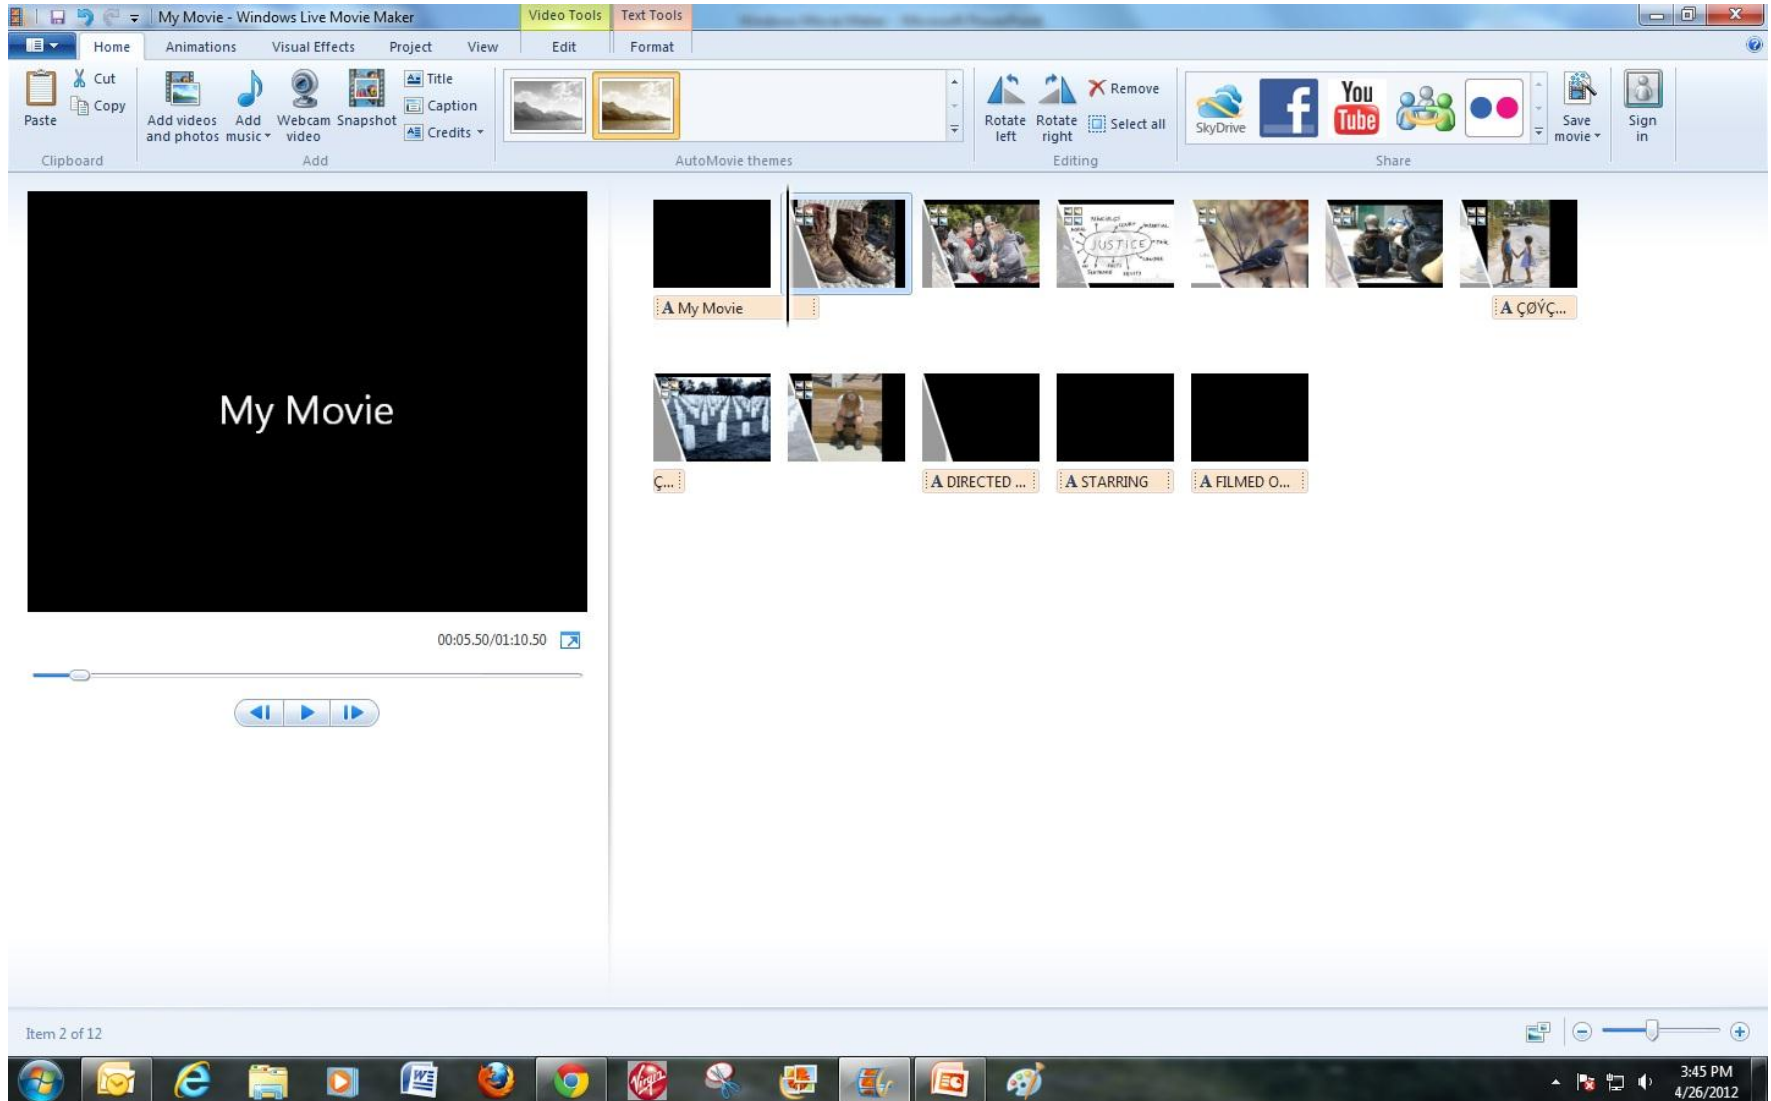 My Movie - Windows Live Movie Maker
Video Tools
Text Tools
Home
Animations
Visual Effects
Project
View
Edit
Format
Paste
Cut
Copy
Clipboard
Add videos
and photos
Add
music
Webcam
video
Snapshot
Title
Caption
Credits
Add
AutoMovie themes
Rotate
left
Rotate
right
Remove
Select all
Editing
SkyDrive
f
You
Tube
Share
Save
movie
Sign
in
My Movie
00:05.50/01:10.50
JUSTICE
A My Movie
A ÇØÝÇ...
Ç...
A DIRECTED ...
A STARRING
A FILMED O...
Item 2 of 12
Virgin
3:45 PM
4/26/2012